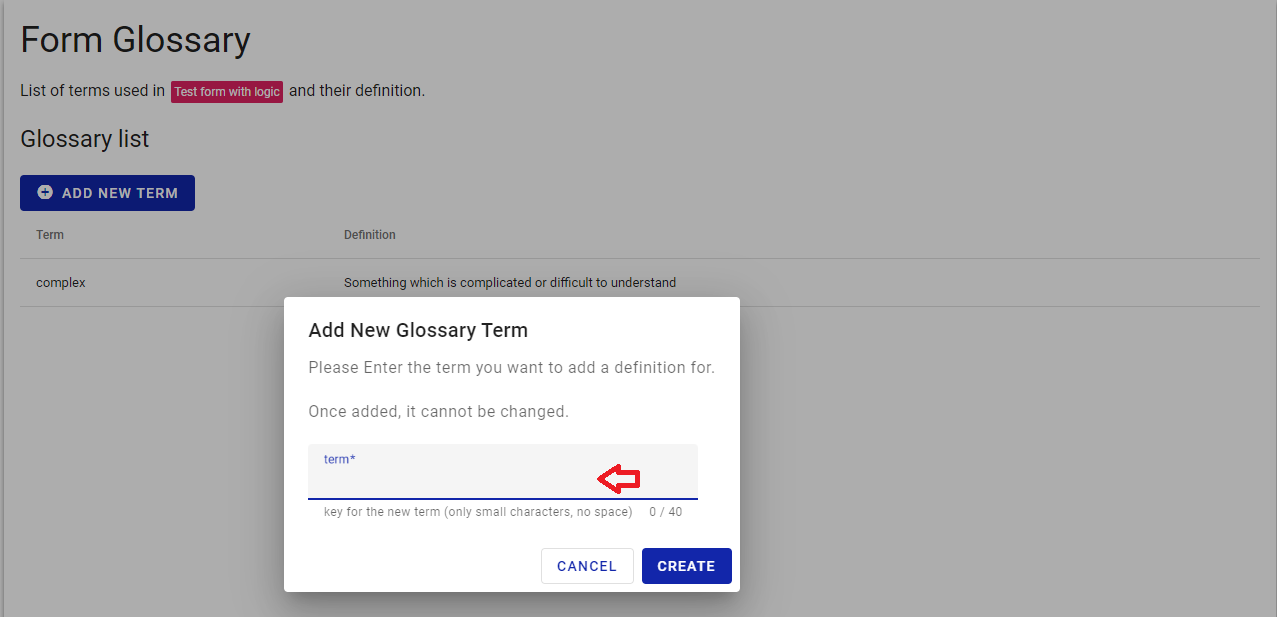 Form Glossary
List of terms used in Test form with logic and their definition.
Glossary list
ADD NEW TERM
Term Definition
complex Something which is complicated or difficult to understand
Add New Glossary Term
Please Enter the term you want to add a definition for.
Once added, it cannot be changed.
term*
key for the new term (only small characters, no space) 0 / 40
CANCEL CREATE